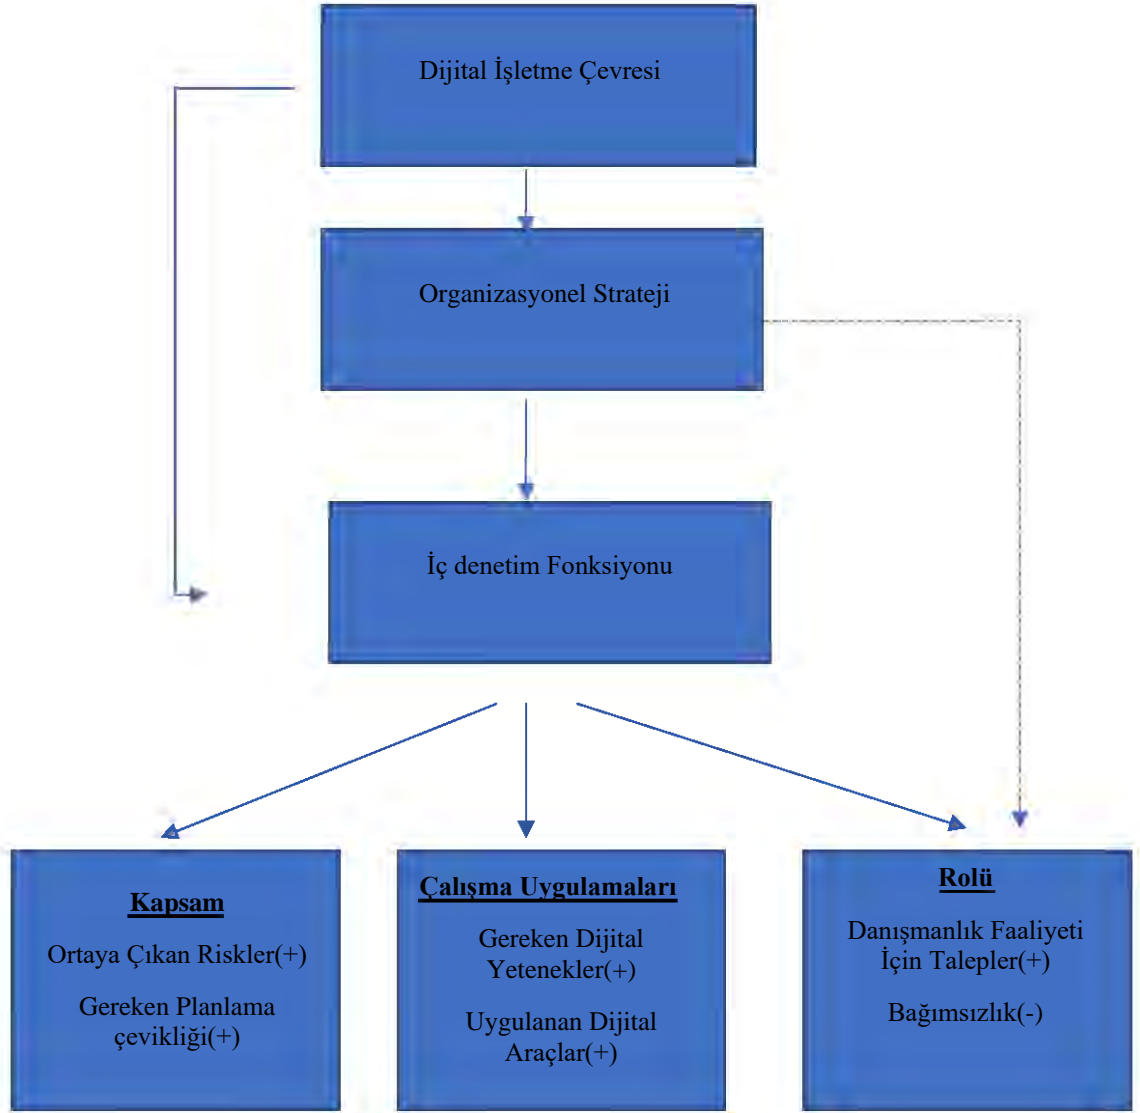 Dijital İşletme Çevresi
Organizasyonel Strateji
İç denetim Fonksiyonu
Kapsam
Ortaya Çıkan Riskler(+)
Gereken Planlama
çevikliği(+)
Çalışma Uygulamaları
Gereken Dijital
Yetenekler(+)
Uygulanan Dijital
Araçlar(+)
Rolü
Danışmanlık Faaliyeti
İçin Talepler(+)
Bağımsızlık(-)